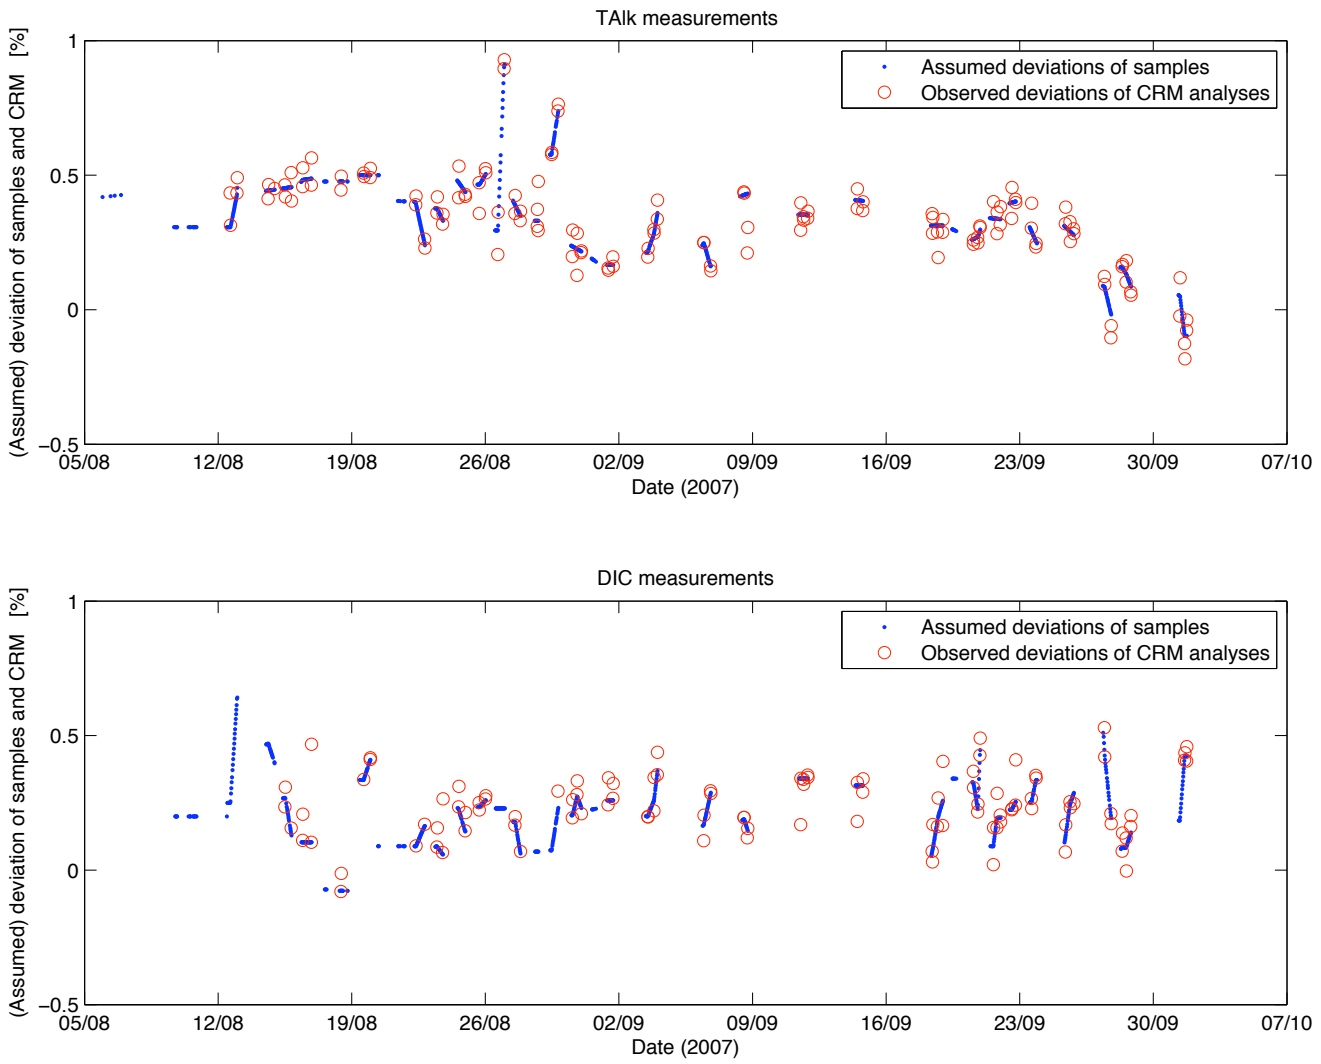 TAlk measurements
(Assumed) deviation of samples and CRM [%]
1
0.5
0
−0.5
Assumed deviations of samples
Observed deviations of CRM analyses
05/08 12/08 19/08 26/08 02/09 09/09 16/09 23/09 30/09 07/10
Date (2007)
DIC measurements
(Assumed) deviation of samples and CRM [%]
1
0.5
0
−0.5
Assumed deviations of samples
Observed deviations of CRM analyses
05/08 12/08 19/08 26/08 02/09 09/09 16/09 23/09 30/09 07/10
Date (2007)